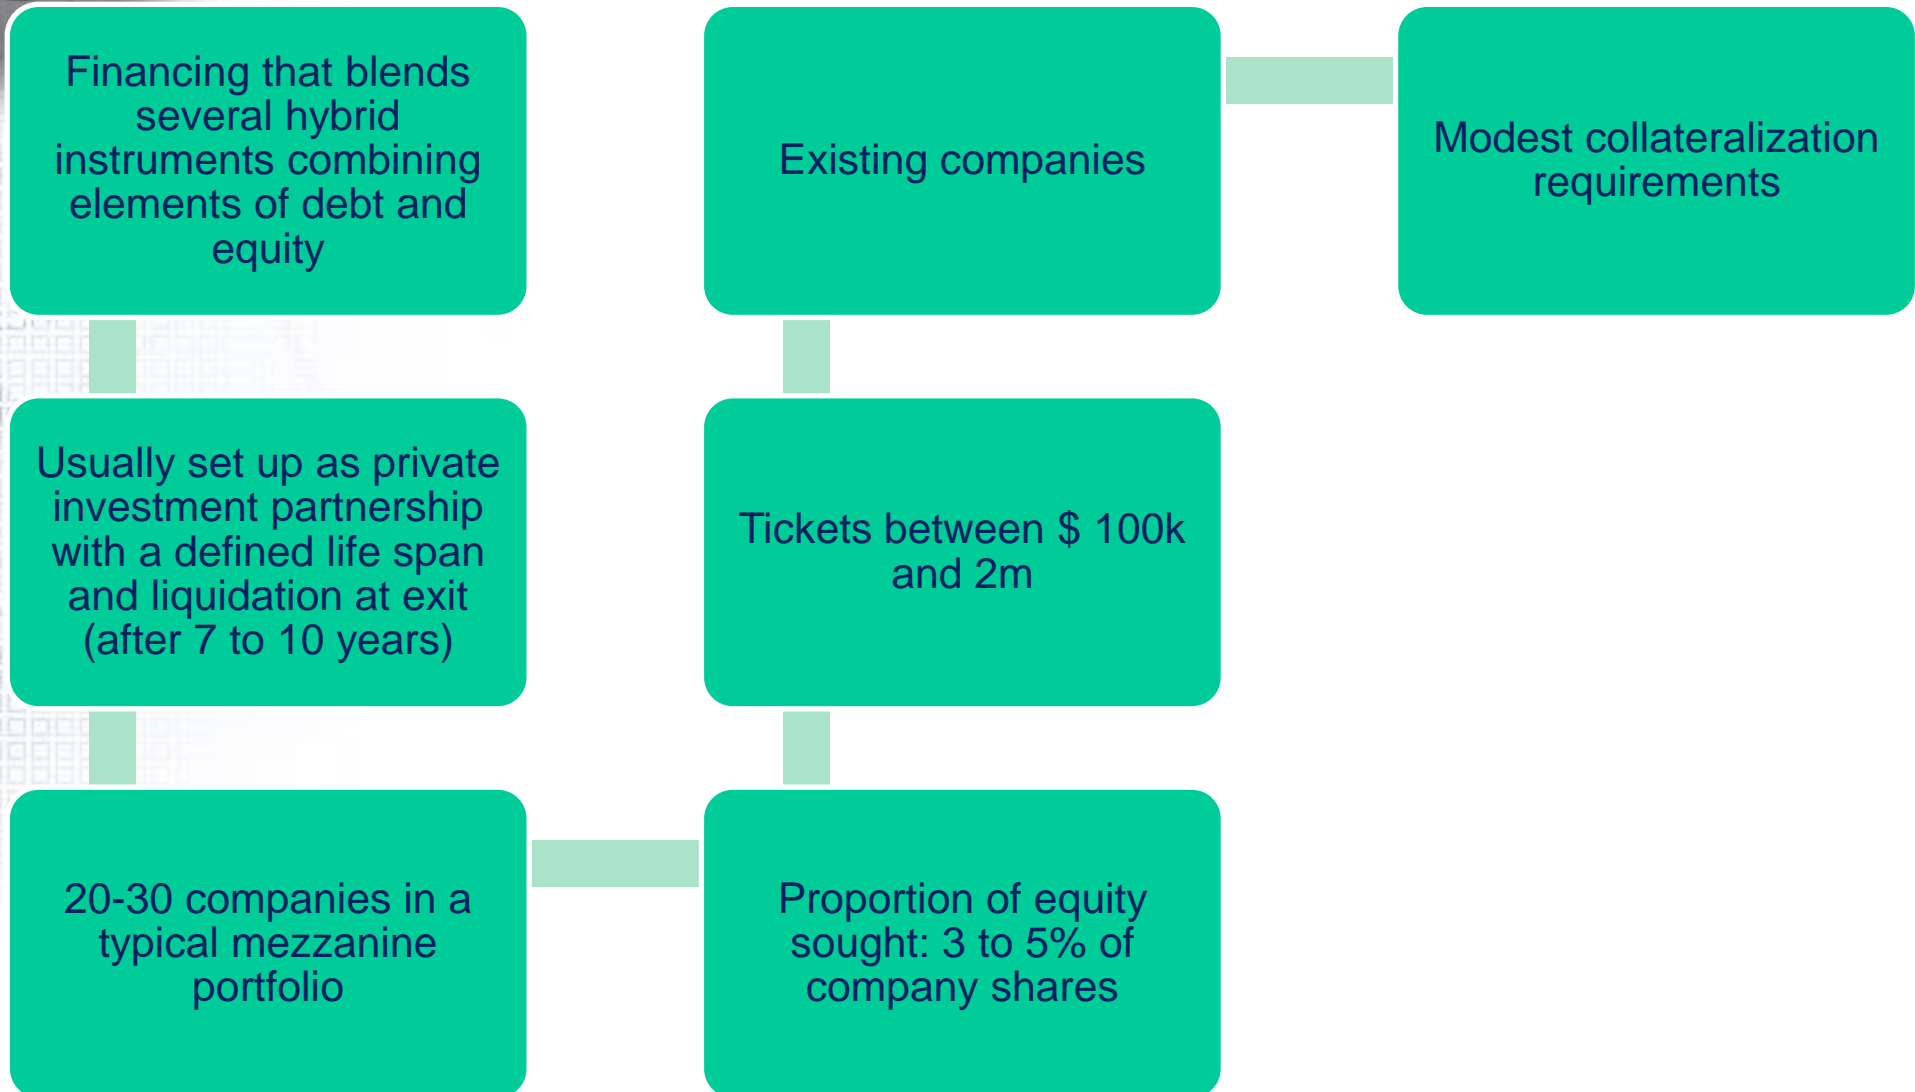 Financing that blends
several hybrid
instruments combining
elements of debt and
equity
Usually set up as private
investment partnership
with a defined life span
and liquidation at exit
(after 7 to 10 years)
20-30 companies in a
typical mezzanine
portfolio
Proportion of equity
sought: 3 to 5% of
company shares
Tickets between $ 100k
and 2m
Existing companies
Modest collateralization
requirements